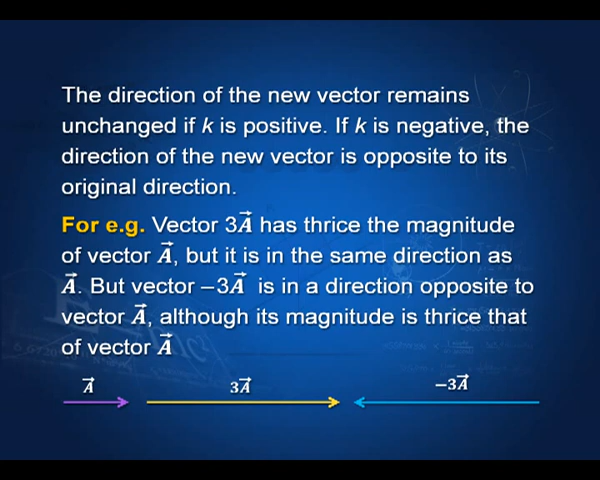 The direction of the new vector remains
unchanged if k is positive. If k is negative, the
direction of the new vector is opposite to its
original direction.
For e.g. Vector 3A⃗ has thrice the magnitude
of vector A⃗, but it is in the same direction as
A⃗. But vector –3A⃗ is in a direction opposite to
vector A⃗, although its magnitude is thrice that
of vector A⃗
A⃗ 3A⃗ –3A⃗